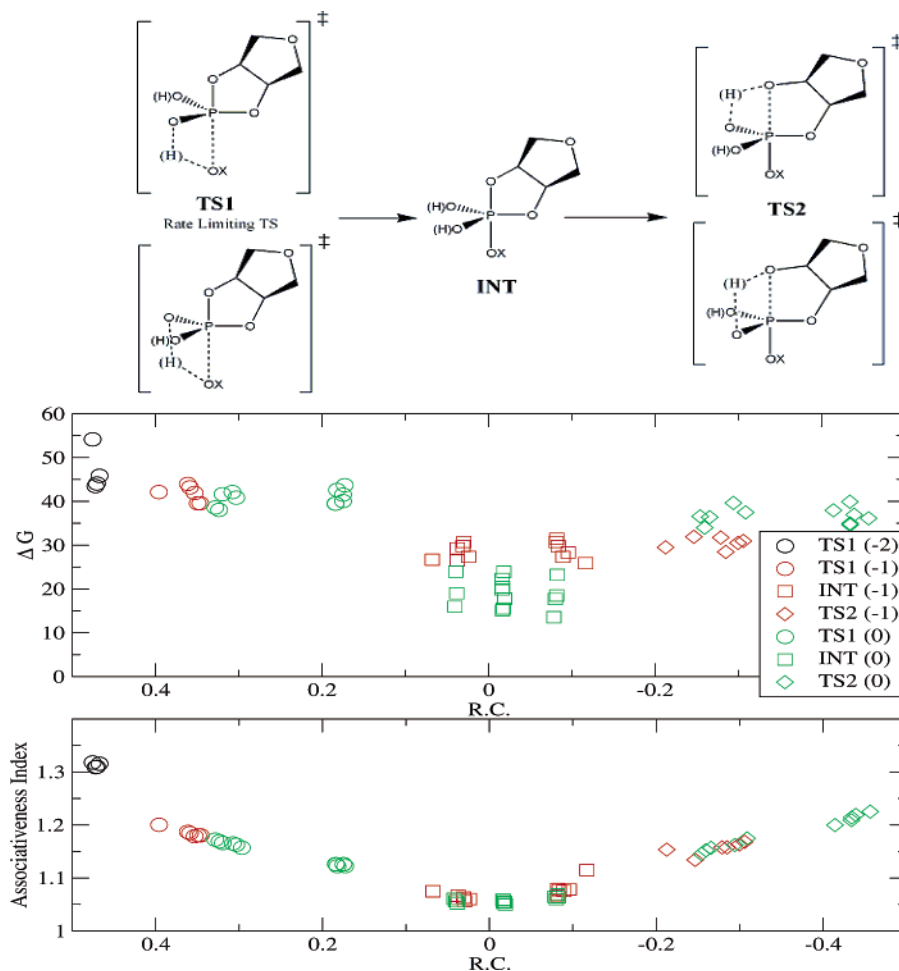 ‡
O
O
(H)O
P
O
O
(H)
OX
TS1
Rate Limiting TS
‡
O
O
O
P
O
(H)O
(H)
OX
O
O
(H)O
P
O
(H)O
OX
INT
‡
O
O
(H)
O
P
O
(H)O
OX
TS2
‡
O
(H)
O
(H)O
P
O
O
OX
60
50
40
30
20
10
0
ΔG
0.4 0.2 0 -0.2 -0.4
R.C.
TS1 (-2)
TS1 (-1)
INT (-1)
TS2 (-1)
TS1 (0)
INT (0)
TS2 (0)
1.3
1.2
1.1
1
Associativeness Index
0.4 0.2 0 -0.2 -0.4
R.C.